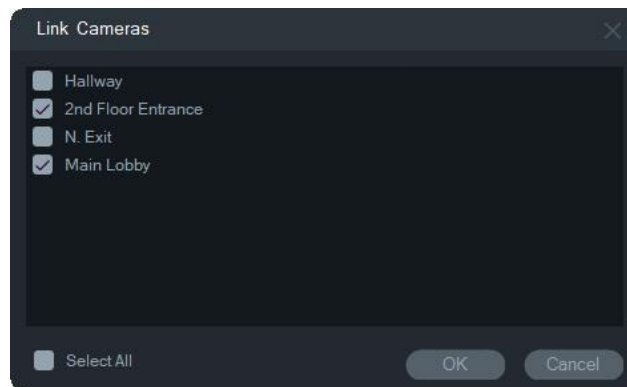 Link Cameras
Hallway
2nd Floor Entrance
N. Exit
Main Lobby
Select All
OK Cancel